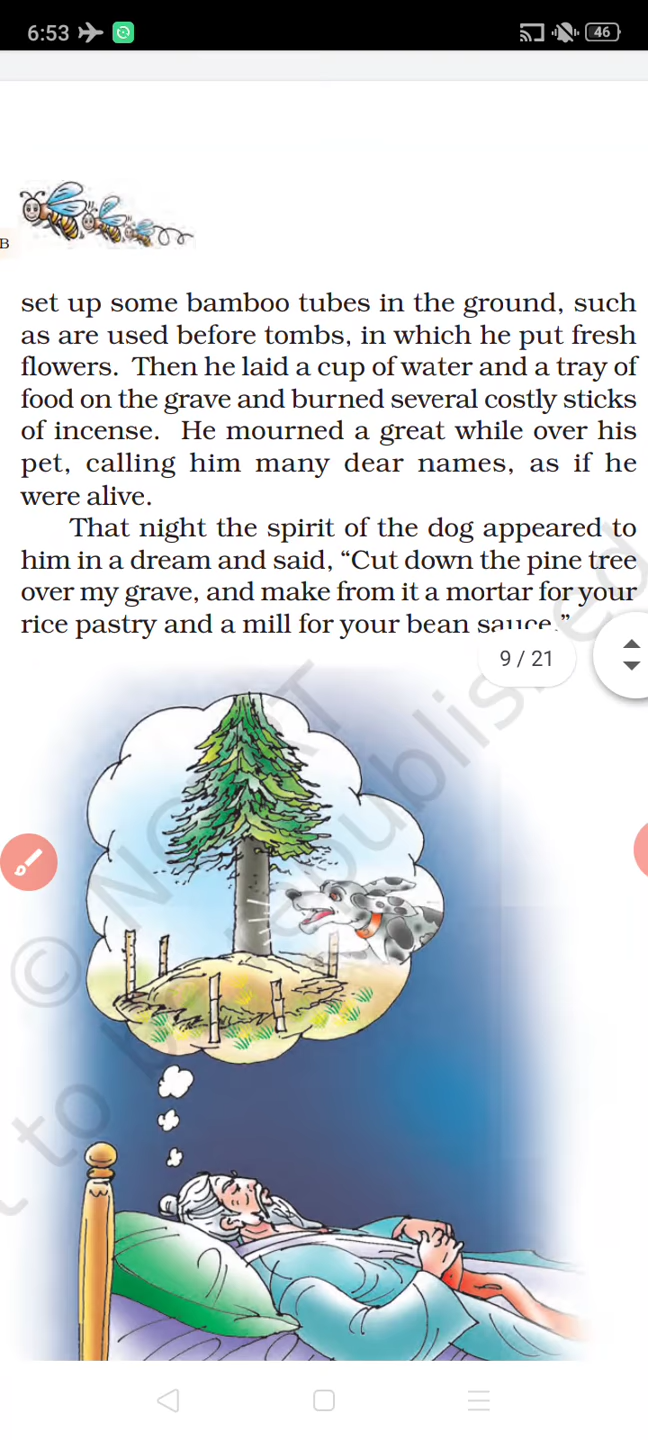 6:53
46
B
set up some bamboo tubes in the ground, such
as are used before tombs, in which he put fresh
flowers. Then he laid a cup of water and a tray of
food on the grave and burned several costly sticks
of incense. He mourned a great while over his
pet, calling him many dear names, as if he
were alive.
That night the spirit of the dog appeared to
him in a dream and said, “Cut down the pine tree
over my grave, and make from it a mortar for your
rice pastry and a mill for your bean sauce.”
9 / 21
©
to be